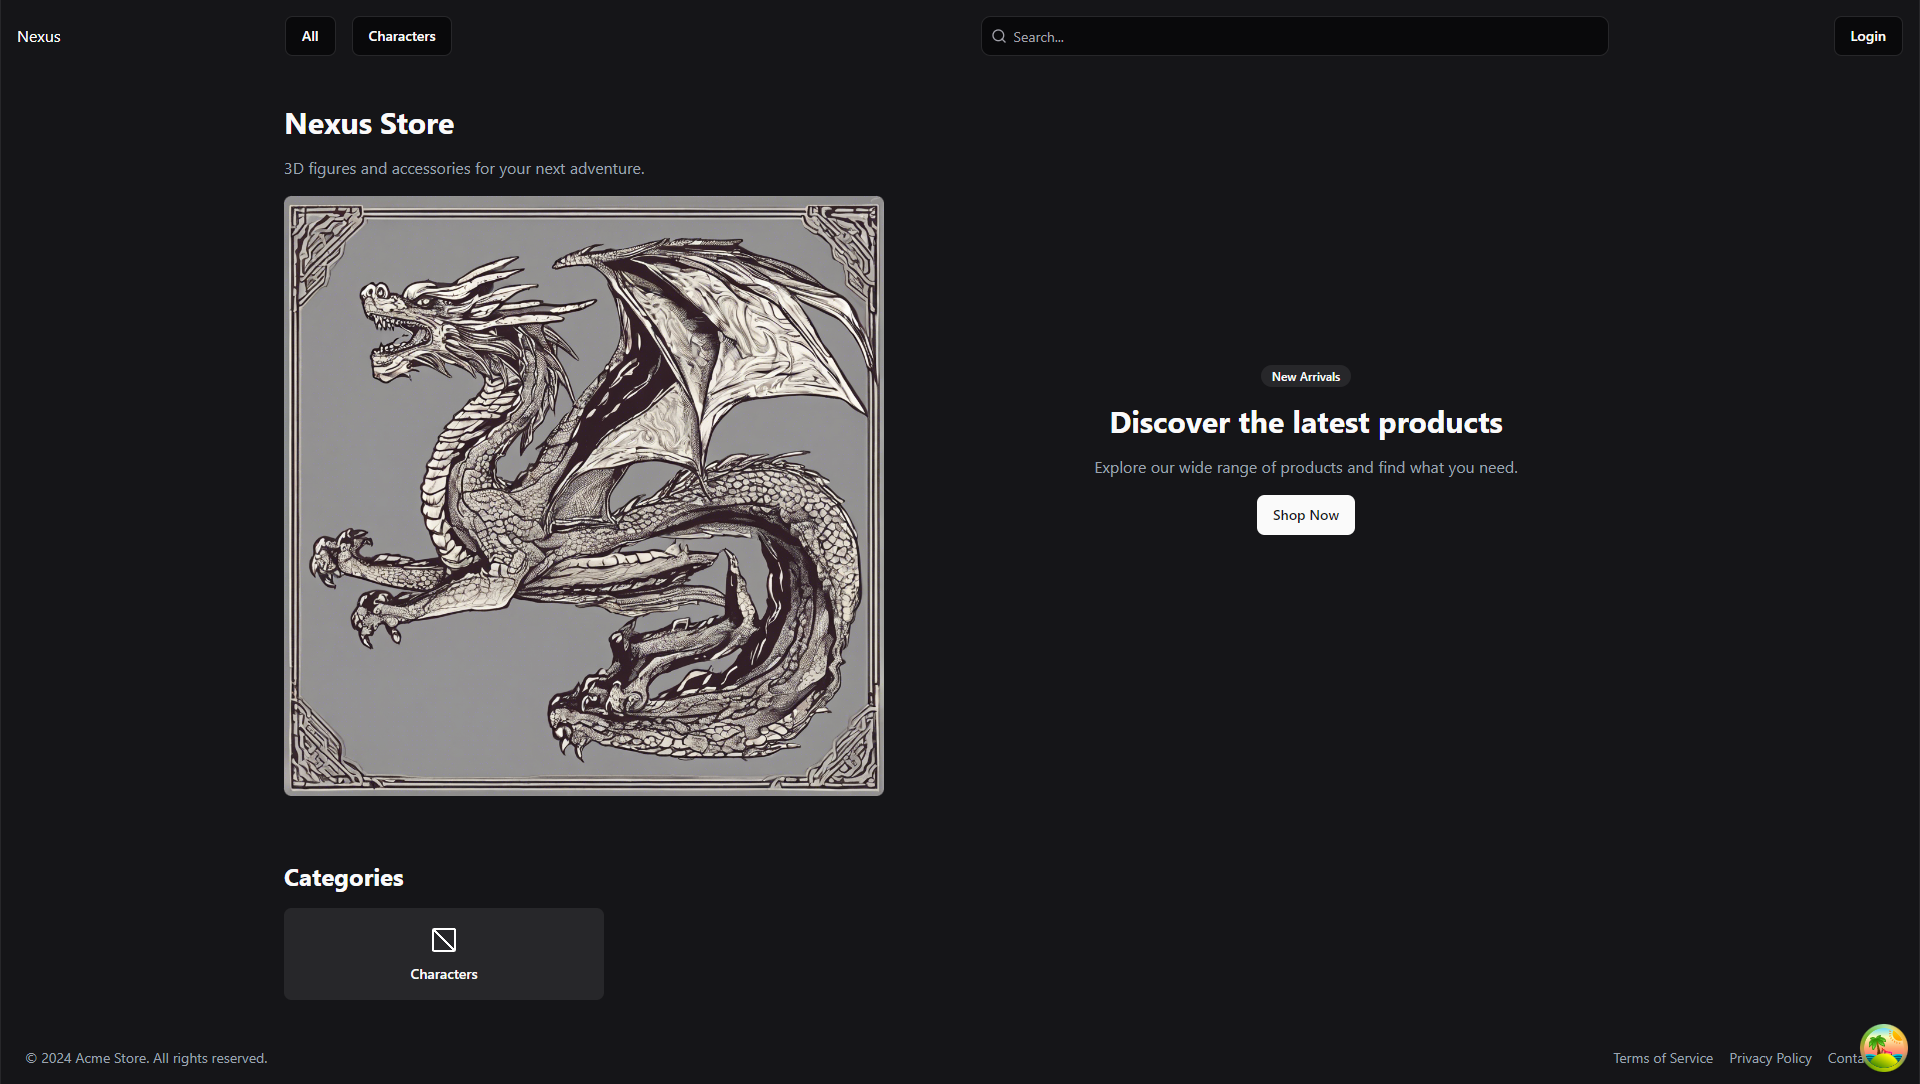 Nexus
All
Characters
Search...
Login
Nexus Store
3D figures and accessories for your next adventure.
New Arrivals
Discover the latest products
Explore our wide range of products and find what you need.
Shop Now
Categories
Characters
© 2024 Acme Store. All rights reserved.
Terms of Service
Privacy Policy